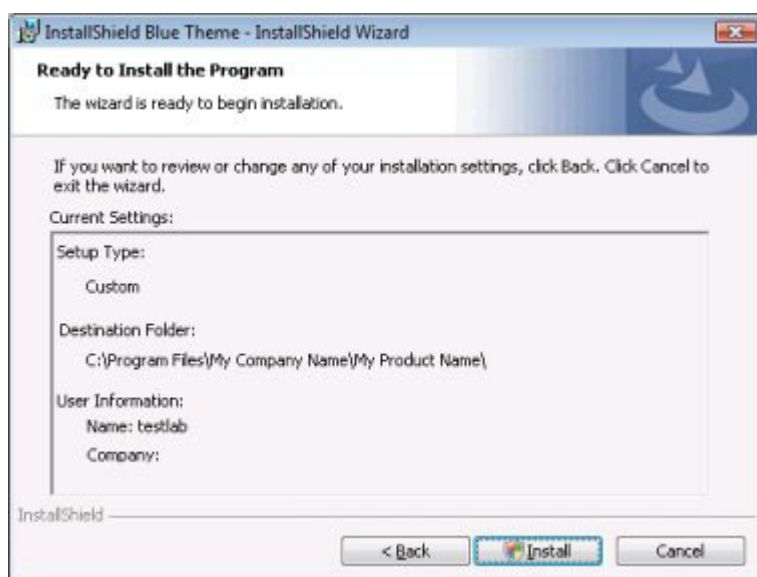 InstallShield Blue Theme - InstallShield Wizard
Ready to Install the Program
The wizard is ready to begin installation.
If you want to review or change any of your installation settings, click Back. Click Cancel to
exit the wizard.
Current Settings:
Setup Type:
Custom
Destination Folder:
C:\Program Files\My Company Name\My Product Name\
User Information:
Name: testlab
Company:
InstallShield
< Back
Install
Cancel